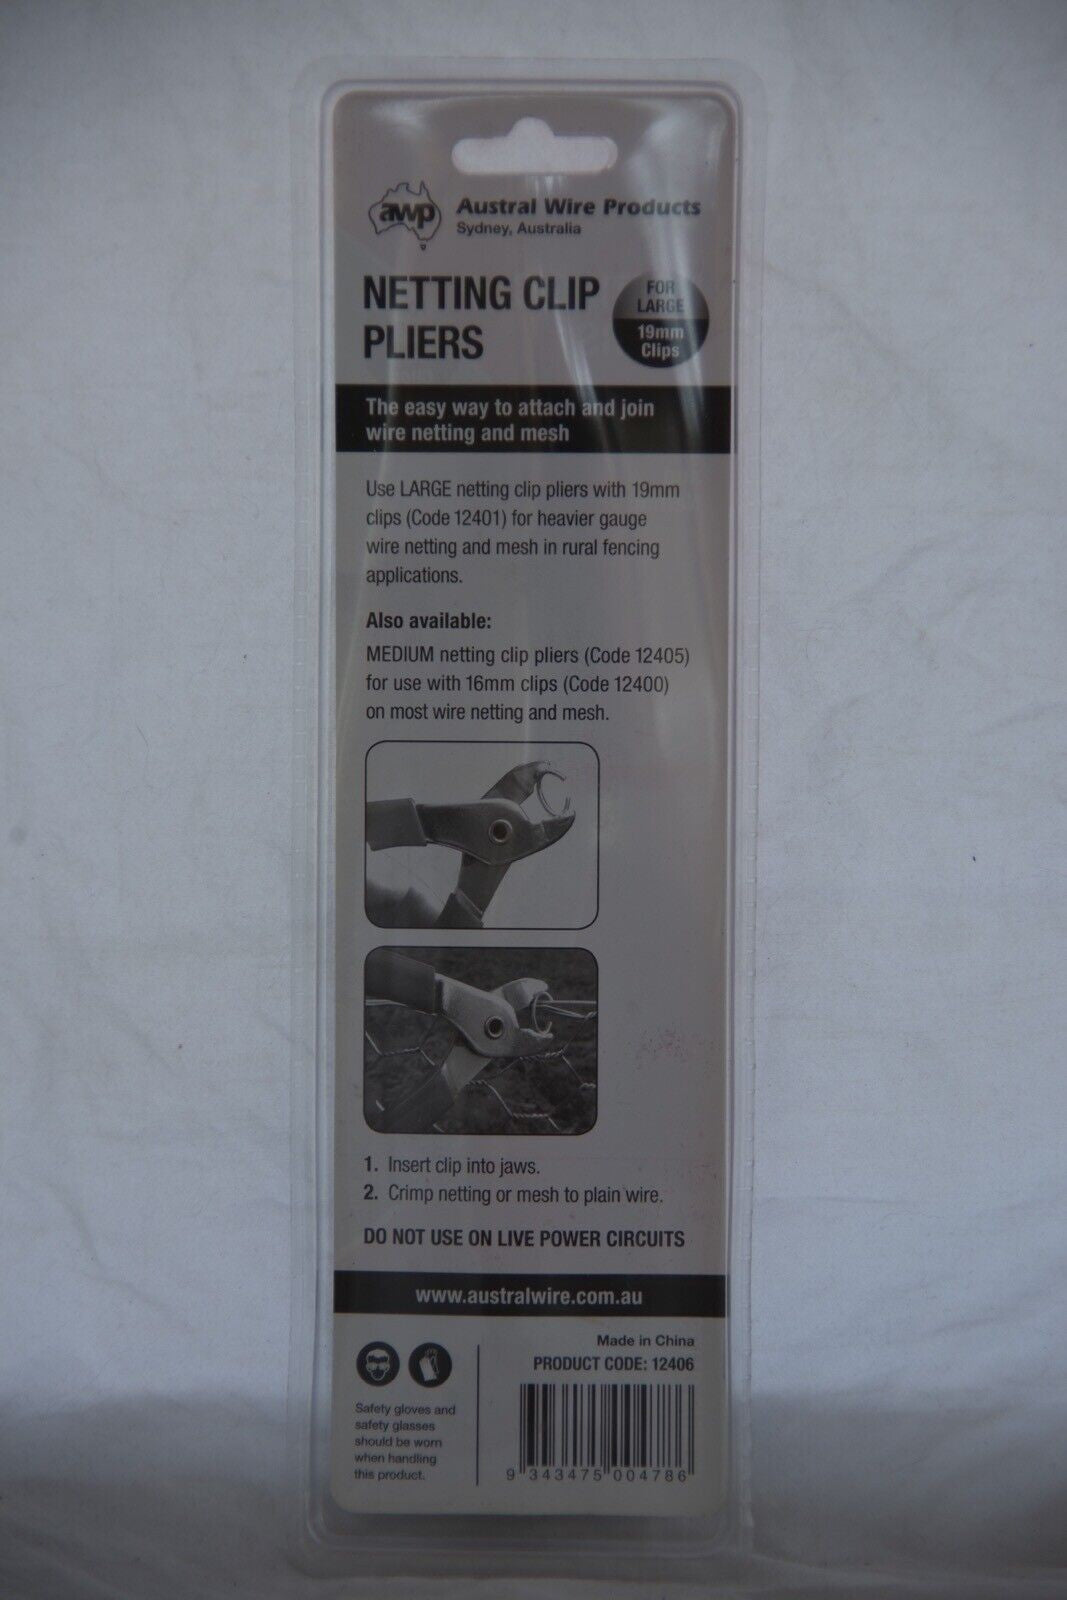 awp
Austral Wire Products
Sydney, Australia
NETTING CLIP
PLIERS
FOR
LARGE
19mm
Clips
The easy way to attach and join
wire netting and mesh
Use LARGE netting clip pliers with 19mm
clips (Code 12401) for heavier gauge
wire netting and mesh in rural fencing
applications.
Also available:
MEDIUM netting clip pliers (Code 12405)
for use with 16mm clips (Code 12400)
on most wire netting and mesh.
1. Insert clip into jaws.
2. Crimp netting or mesh to plain wire.
DO NOT USE ON LIVE POWER CIRCUITS
www.australwire.com.au
Safety gloves and
safety glasses
should be worn
when handling
this product.
Made in China
PRODUCT CODE: 12406
9 343475 004786